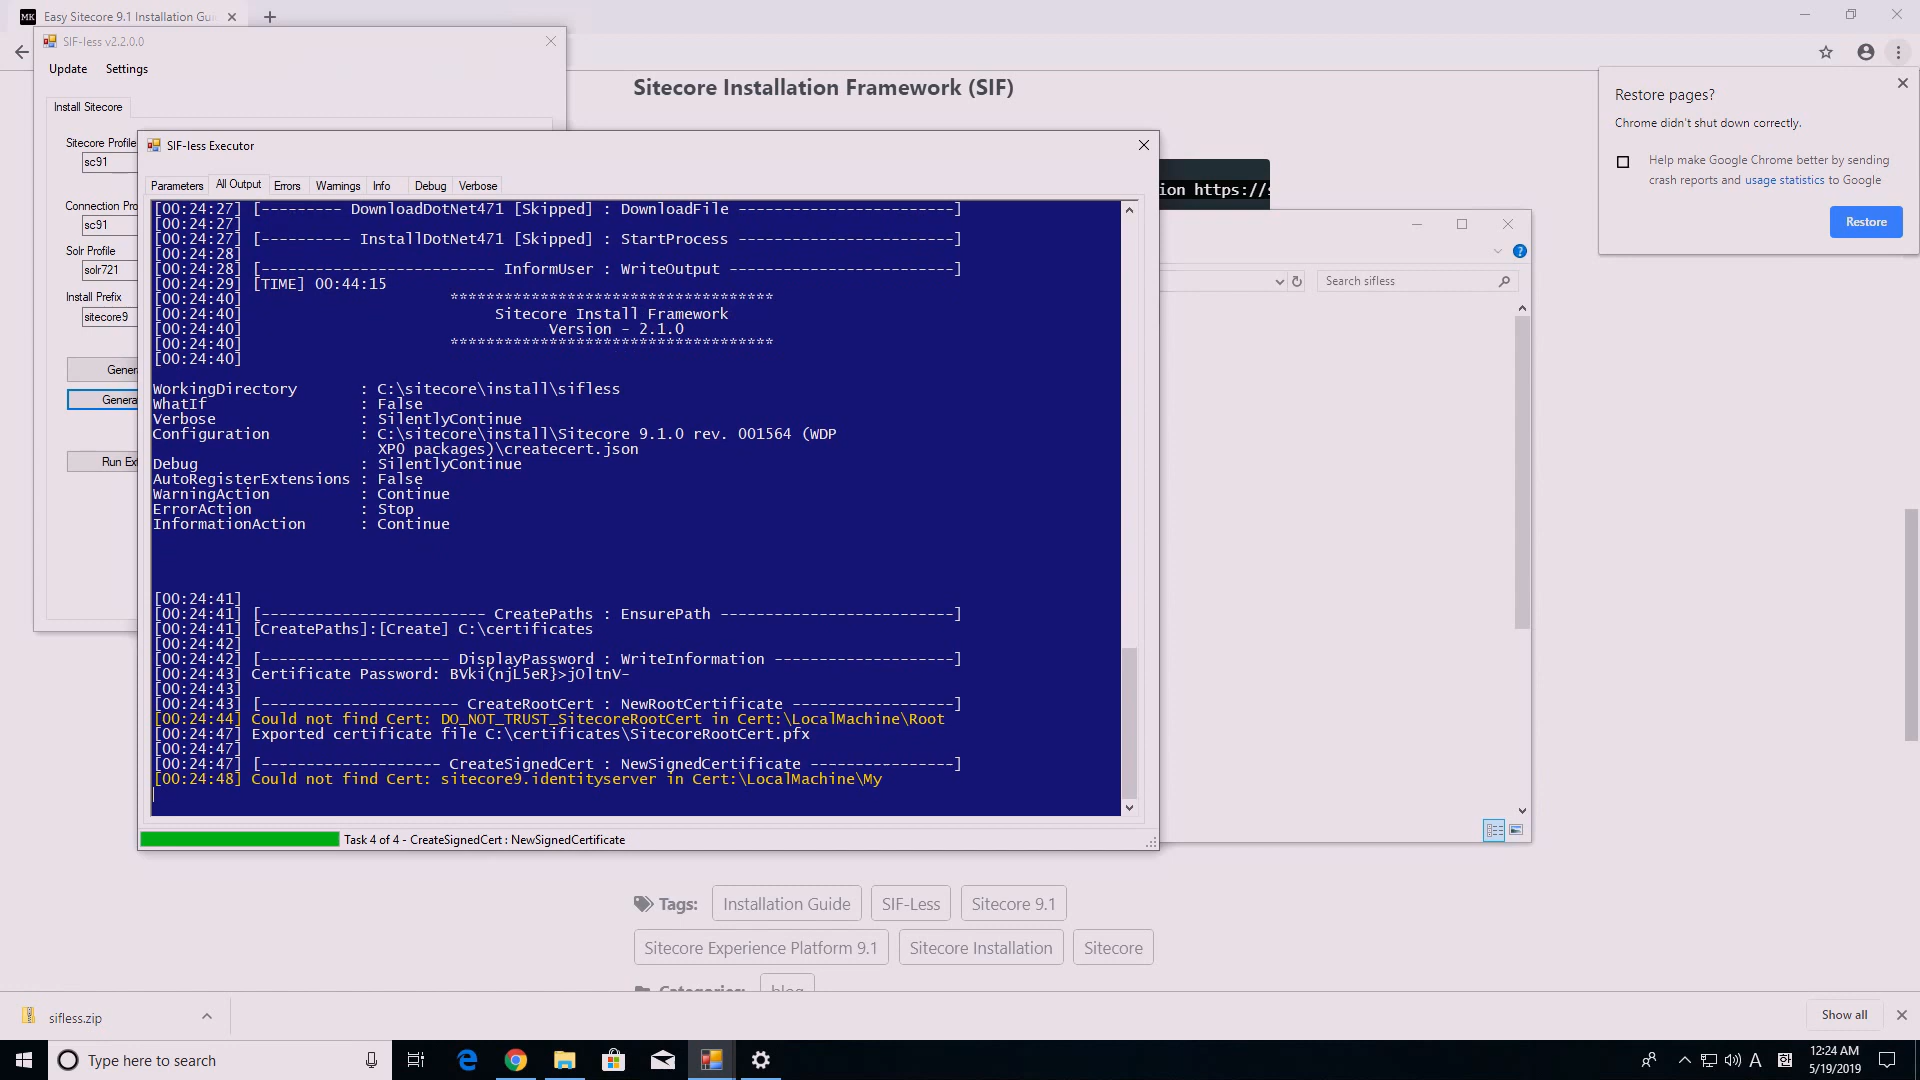 Easy Sitecore 9.1 Installation Gu
SIF-less v2.2.0.0
Update Settings
Install Sitecore
Sitecore Profile
sc91
Connection Pro
sc91
Solr Profile
solr721
Install Prefix
sitecore9
Gener
Genera
Run Ex
Sitecore Installation Framework (SIF)
ion https://s
Restore pages?
Chrome didn't shut down correctly.
Help make Google Chrome better by sending
crash reports and usage statistics to Google
Restore
Search sifless
SIF-less Executor
Parameters All Output Errors Warnings Info Debug Verbose
[00:24:27] [--------- DownloadDotNet471 [Skipped] : DownloadFile ------------------------]
[00:24:27]
[00:24:27] [---------- InstallDotNet471 [Skipped] : StartProcess ------------------------]
[00:24:28]
[00:24:28] [-------------------------- InformUser : WriteOutput -------------------------]
[00:24:29] [TIME] 00:44:15
[00:24:40] ************************************
[00:24:40] Sitecore Install Framework
[00:24:40] Version - 2.1.0
[00:24:40] ************************************
[00:24:40]
WorkingDirectory : C:\sitecore\install\sifless
WhatIf : False
Verbose : SilentlyContinue
Configuration : C:\sitecore\install\Sitecore 9.1.0 rev. 001564 (WDP
XP0 packages)\createcert.json
Debug : SilentlyContinue
AutoRegisterExtensions : False
WarningAction : Continue
ErrorAction : Stop
InformationAction : Continue
[00:24:41]
[00:24:41] [------------------------- CreatePaths : EnsurePath --------------------------]
[00:24:41] [CreatePaths]:[Create] C:\certificates
[00:24:42]
[00:24:42] [--------------------- DisplayPassword : WriteInformation --------------------]
[00:24:43] Certificate Password: BVki(njL5eR}>jOltnV-
[00:24:43]
[00:24:43] [---------------------- CreateRootCert : NewRootCertificate ------------------]
[00:24:44] Could not find Cert: DO_NOT_TRUST_SitecoreRootCert in Cert:\LocalMachine\Root
[00:24:47] Exported certificate file C:\certificates\SitecoreRootCert.pfx
[00:24:47]
[00:24:47] [-------------------- CreateSignedCert : NewSignedCertificate ----------------]
[00:24:48] Could not find Cert: sitecore9.identityserver in Cert:\LocalMachine\My
Task 4 of 4 - CreateSignedCert : NewSignedCertificate
Tags: Installation Guide SIF-Less Sitecore 9.1
Sitecore Experience Platform 9.1 Sitecore Installation Sitecore
Categories: blog
sifless.zip
Show all
Type here to search
12:24 AM
5/19/2019